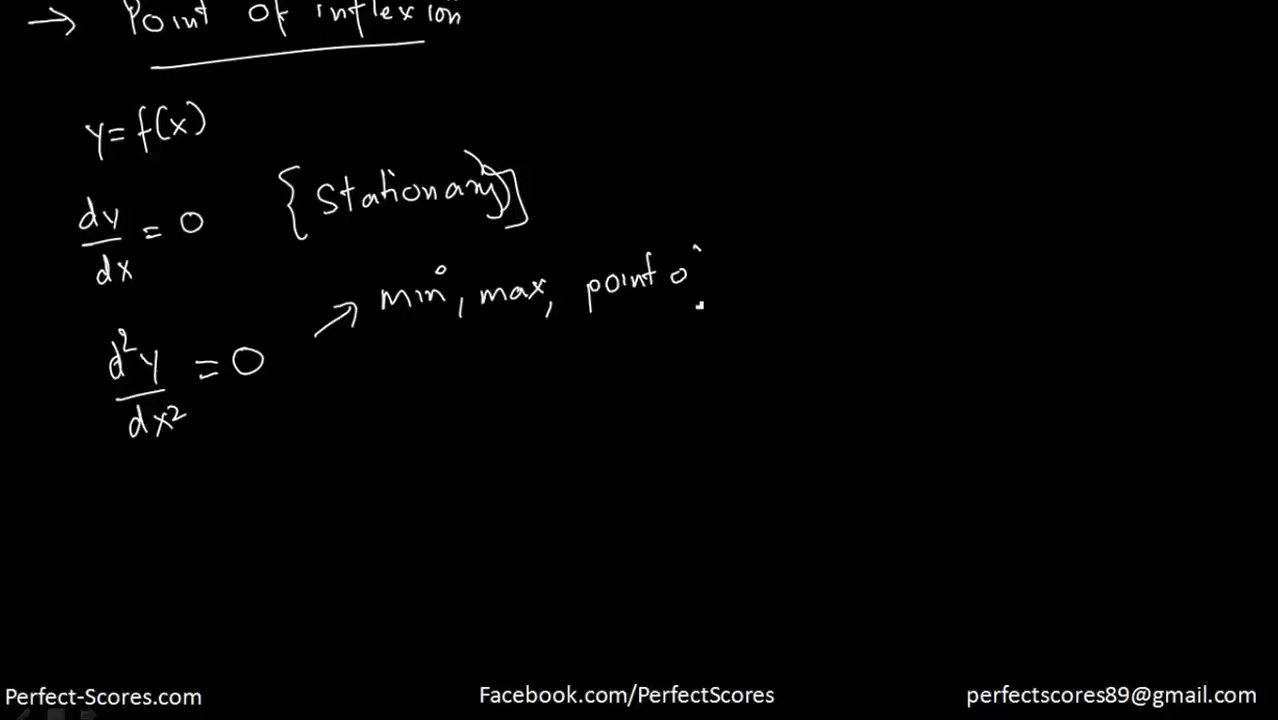 → Point of inflexion
y = f(x)
dy/dx = 0 {Stationary}
d²y/dx² = 0 → min, max, point o
Perfect-Scores.com Facebook.com/PerfectScores perfectscores89@gmail.com